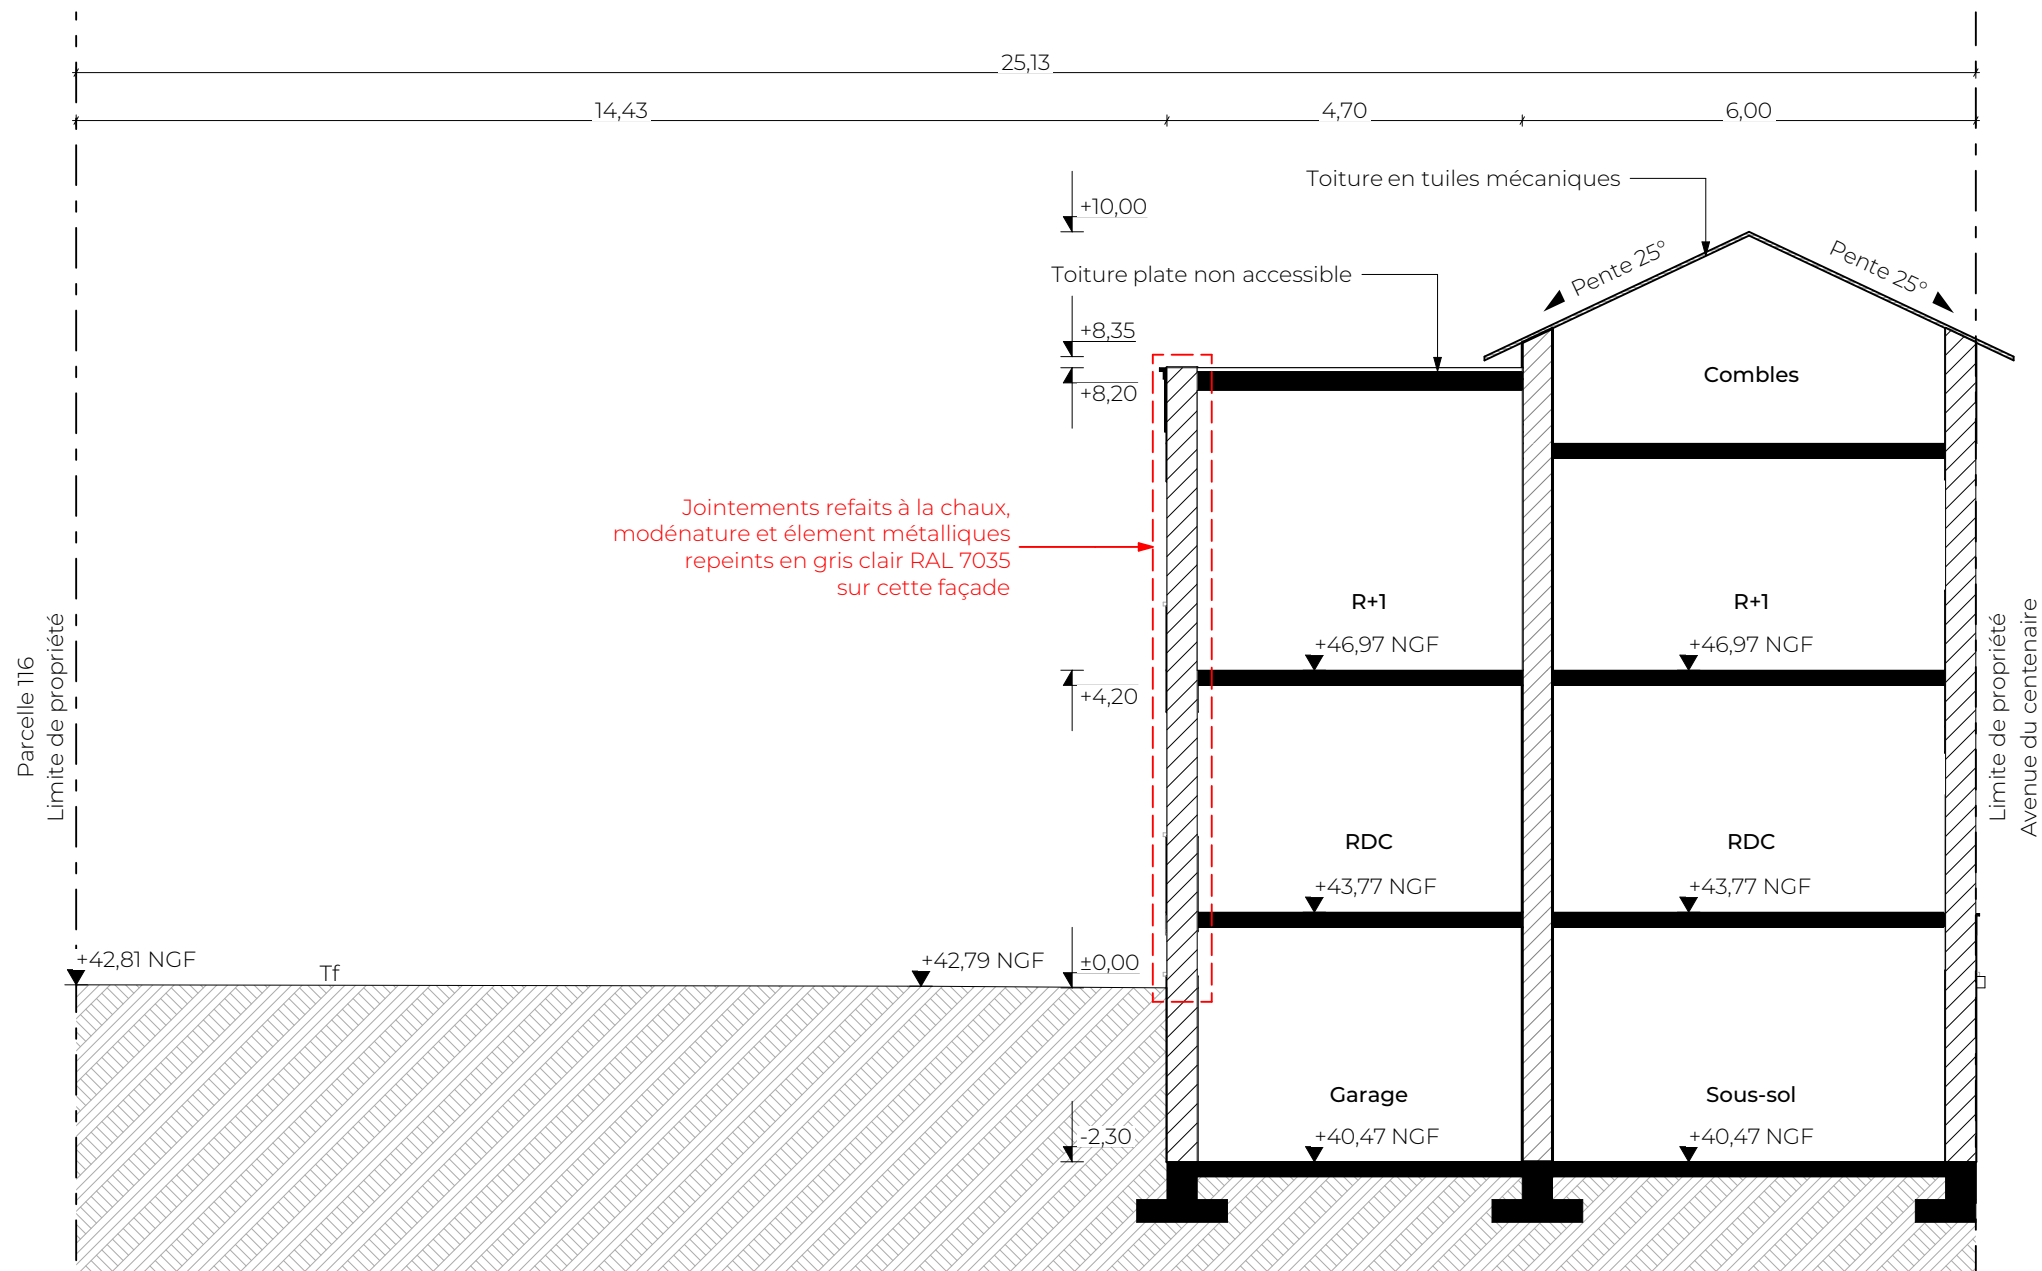 25,13
14,43
4,70
6,00
Toiture en tuiles mécaniques
+10,00
Pente 25°
Pente 25°
Toiture plate non accessible
+8,35
+8,20
Combles
Jointements refaits à la chaux,
modénature et élement métalliques
repeints en gris clair RAL 7035
sur cette façade
R+1
+46,97 NGF
R+1
+46,97 NGF
+4,20
Parcelle 116
Limite de propriété
Limite de propriété
Avenue du centenaire
RDC
+43,77 NGF
RDC
+43,77 NGF
+42,81 NGF
Tf
+42,79 NGF
±0,00
Garage
+40,47 NGF
Sous-sol
+40,47 NGF
-2,30